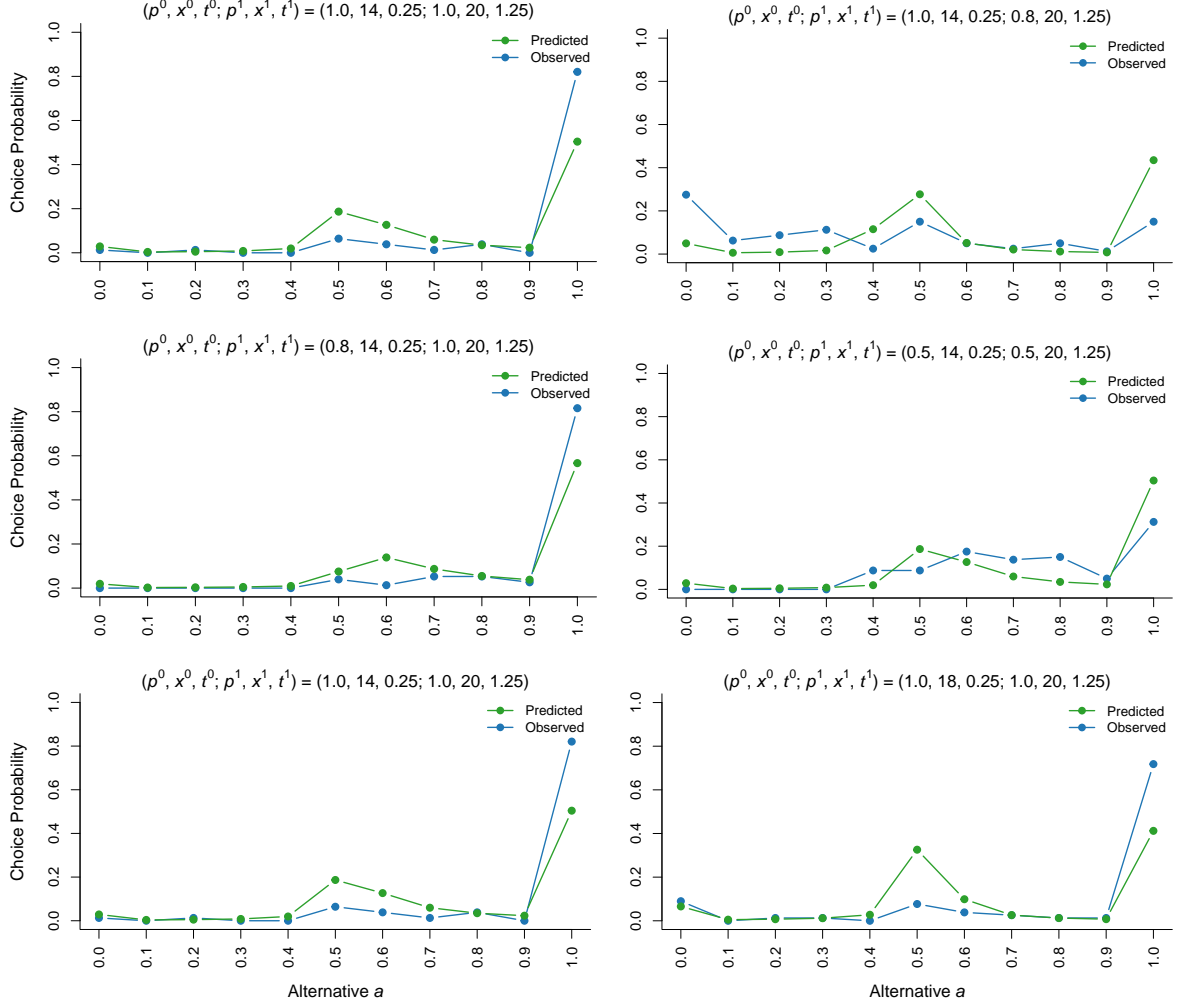 (p⁰, x⁰, t⁰; p¹, x¹, t¹) = (1.0, 14, 0.25; 1.0, 20, 1.25)
Choice Probability
0.0 0.2 0.4 0.6 0.8 1.0
Predicted
Observed
0.0 0.1 0.2 0.3 0.4 0.5 0.6 0.7 0.8 0.9 1.0
(p⁰, x⁰, t⁰; p¹, x¹, t¹) = (1.0, 14, 0.25; 0.8, 20, 1.25)
0.0 0.2 0.4 0.6 0.8 1.0
Predicted
Observed
0.0 0.1 0.2 0.3 0.4 0.5 0.6 0.7 0.8 0.9 1.0
(p⁰, x⁰, t⁰; p¹, x¹, t¹) = (0.8, 14, 0.25; 1.0, 20, 1.25)
Choice Probability
0.0 0.2 0.4 0.6 0.8 1.0
Predicted
Observed
0.0 0.1 0.2 0.3 0.4 0.5 0.6 0.7 0.8 0.9 1.0
(p⁰, x⁰, t⁰; p¹, x¹, t¹) = (0.5, 14, 0.25; 0.5, 20, 1.25)
0.0 0.2 0.4 0.6 0.8 1.0
Predicted
Observed
0.0 0.1 0.2 0.3 0.4 0.5 0.6 0.7 0.8 0.9 1.0
(p⁰, x⁰, t⁰; p¹, x¹, t¹) = (1.0, 14, 0.25; 1.0, 20, 1.25)
Choice Probability
0.0 0.2 0.4 0.6 0.8 1.0
Predicted
Observed
0.0 0.1 0.2 0.3 0.4 0.5 0.6 0.7 0.8 0.9 1.0
Alternative a
(p⁰, x⁰, t⁰; p¹, x¹, t¹) = (1.0, 18, 0.25; 1.0, 20, 1.25)
0.0 0.2 0.4 0.6 0.8 1.0
Predicted
Observed
0.0 0.1 0.2 0.3 0.4 0.5 0.6 0.7 0.8 0.9 1.0
Alternative a